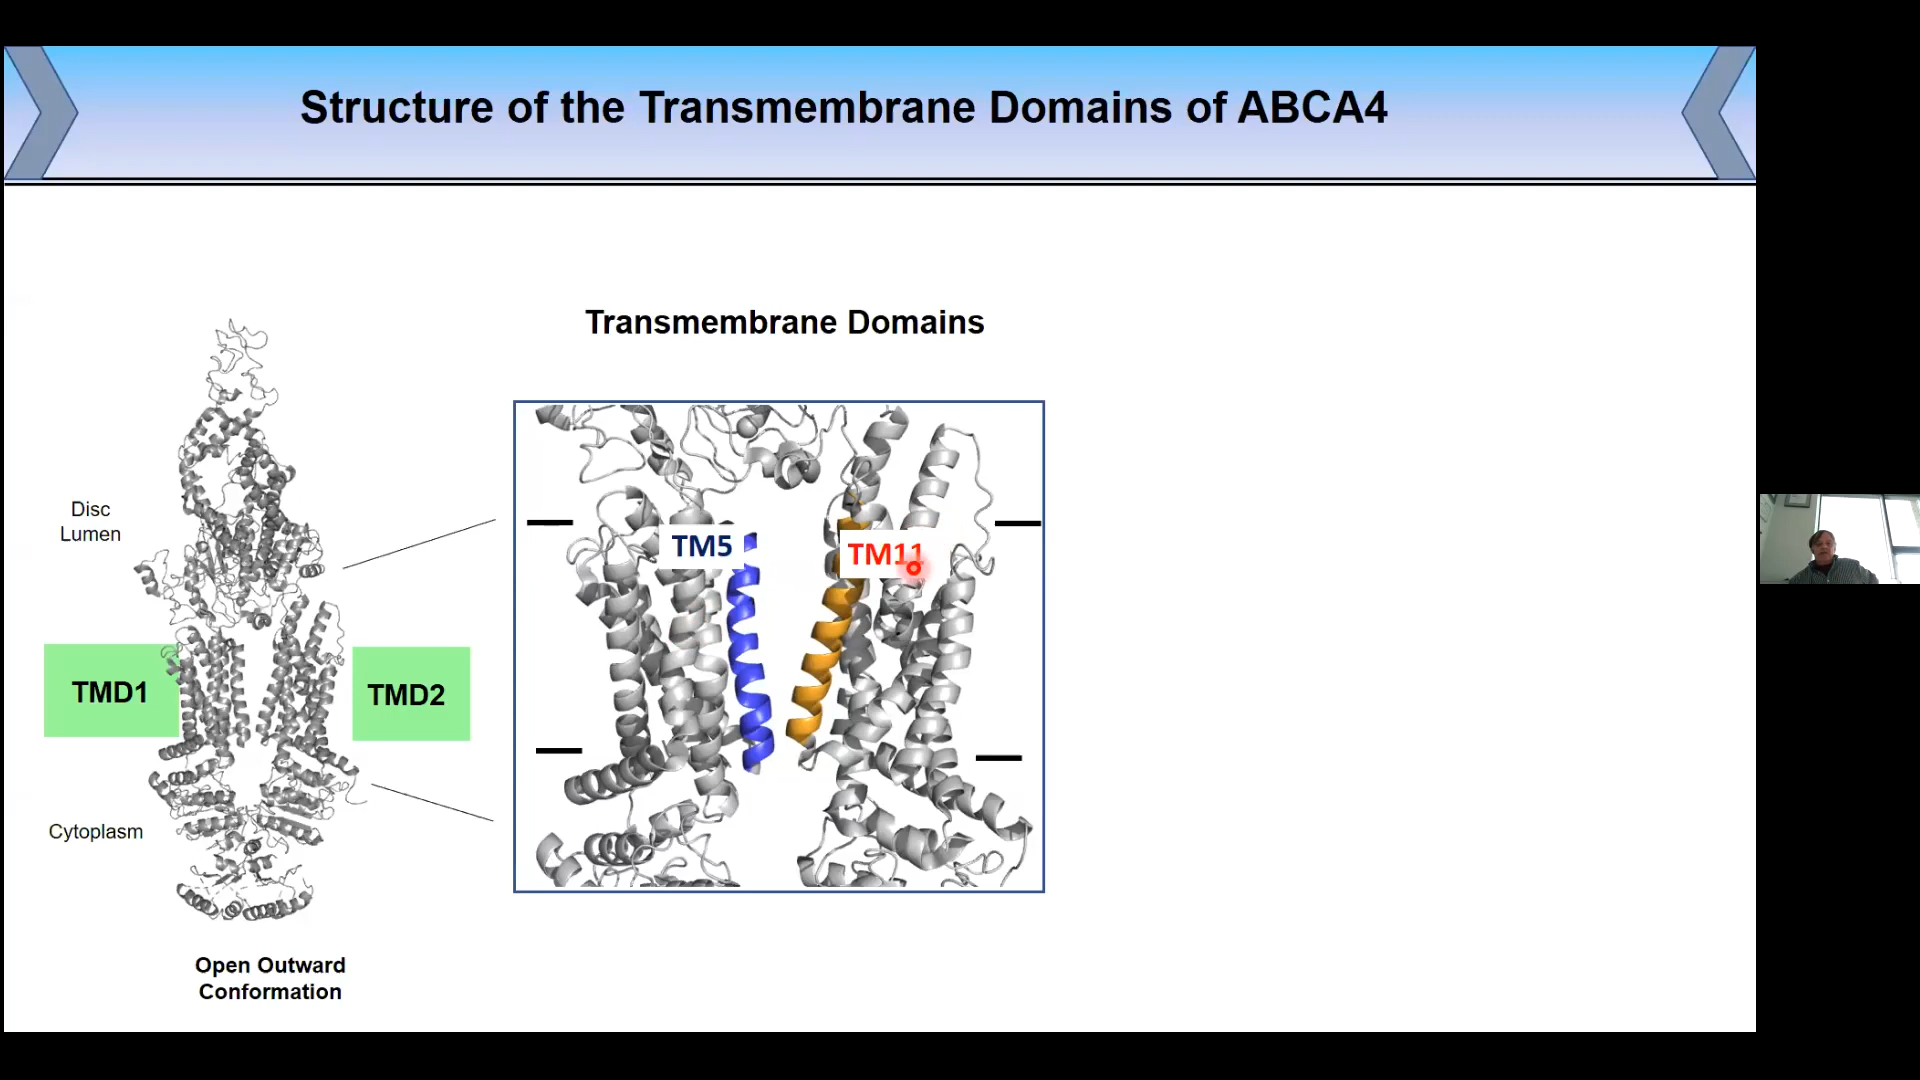 Structure of the Transmembrane Domains of ABCA4
Transmembrane Domains
Disc
Lumen
TM5
TM11
TMD1
TMD2
Cytoplasm
Open Outward
Conformation